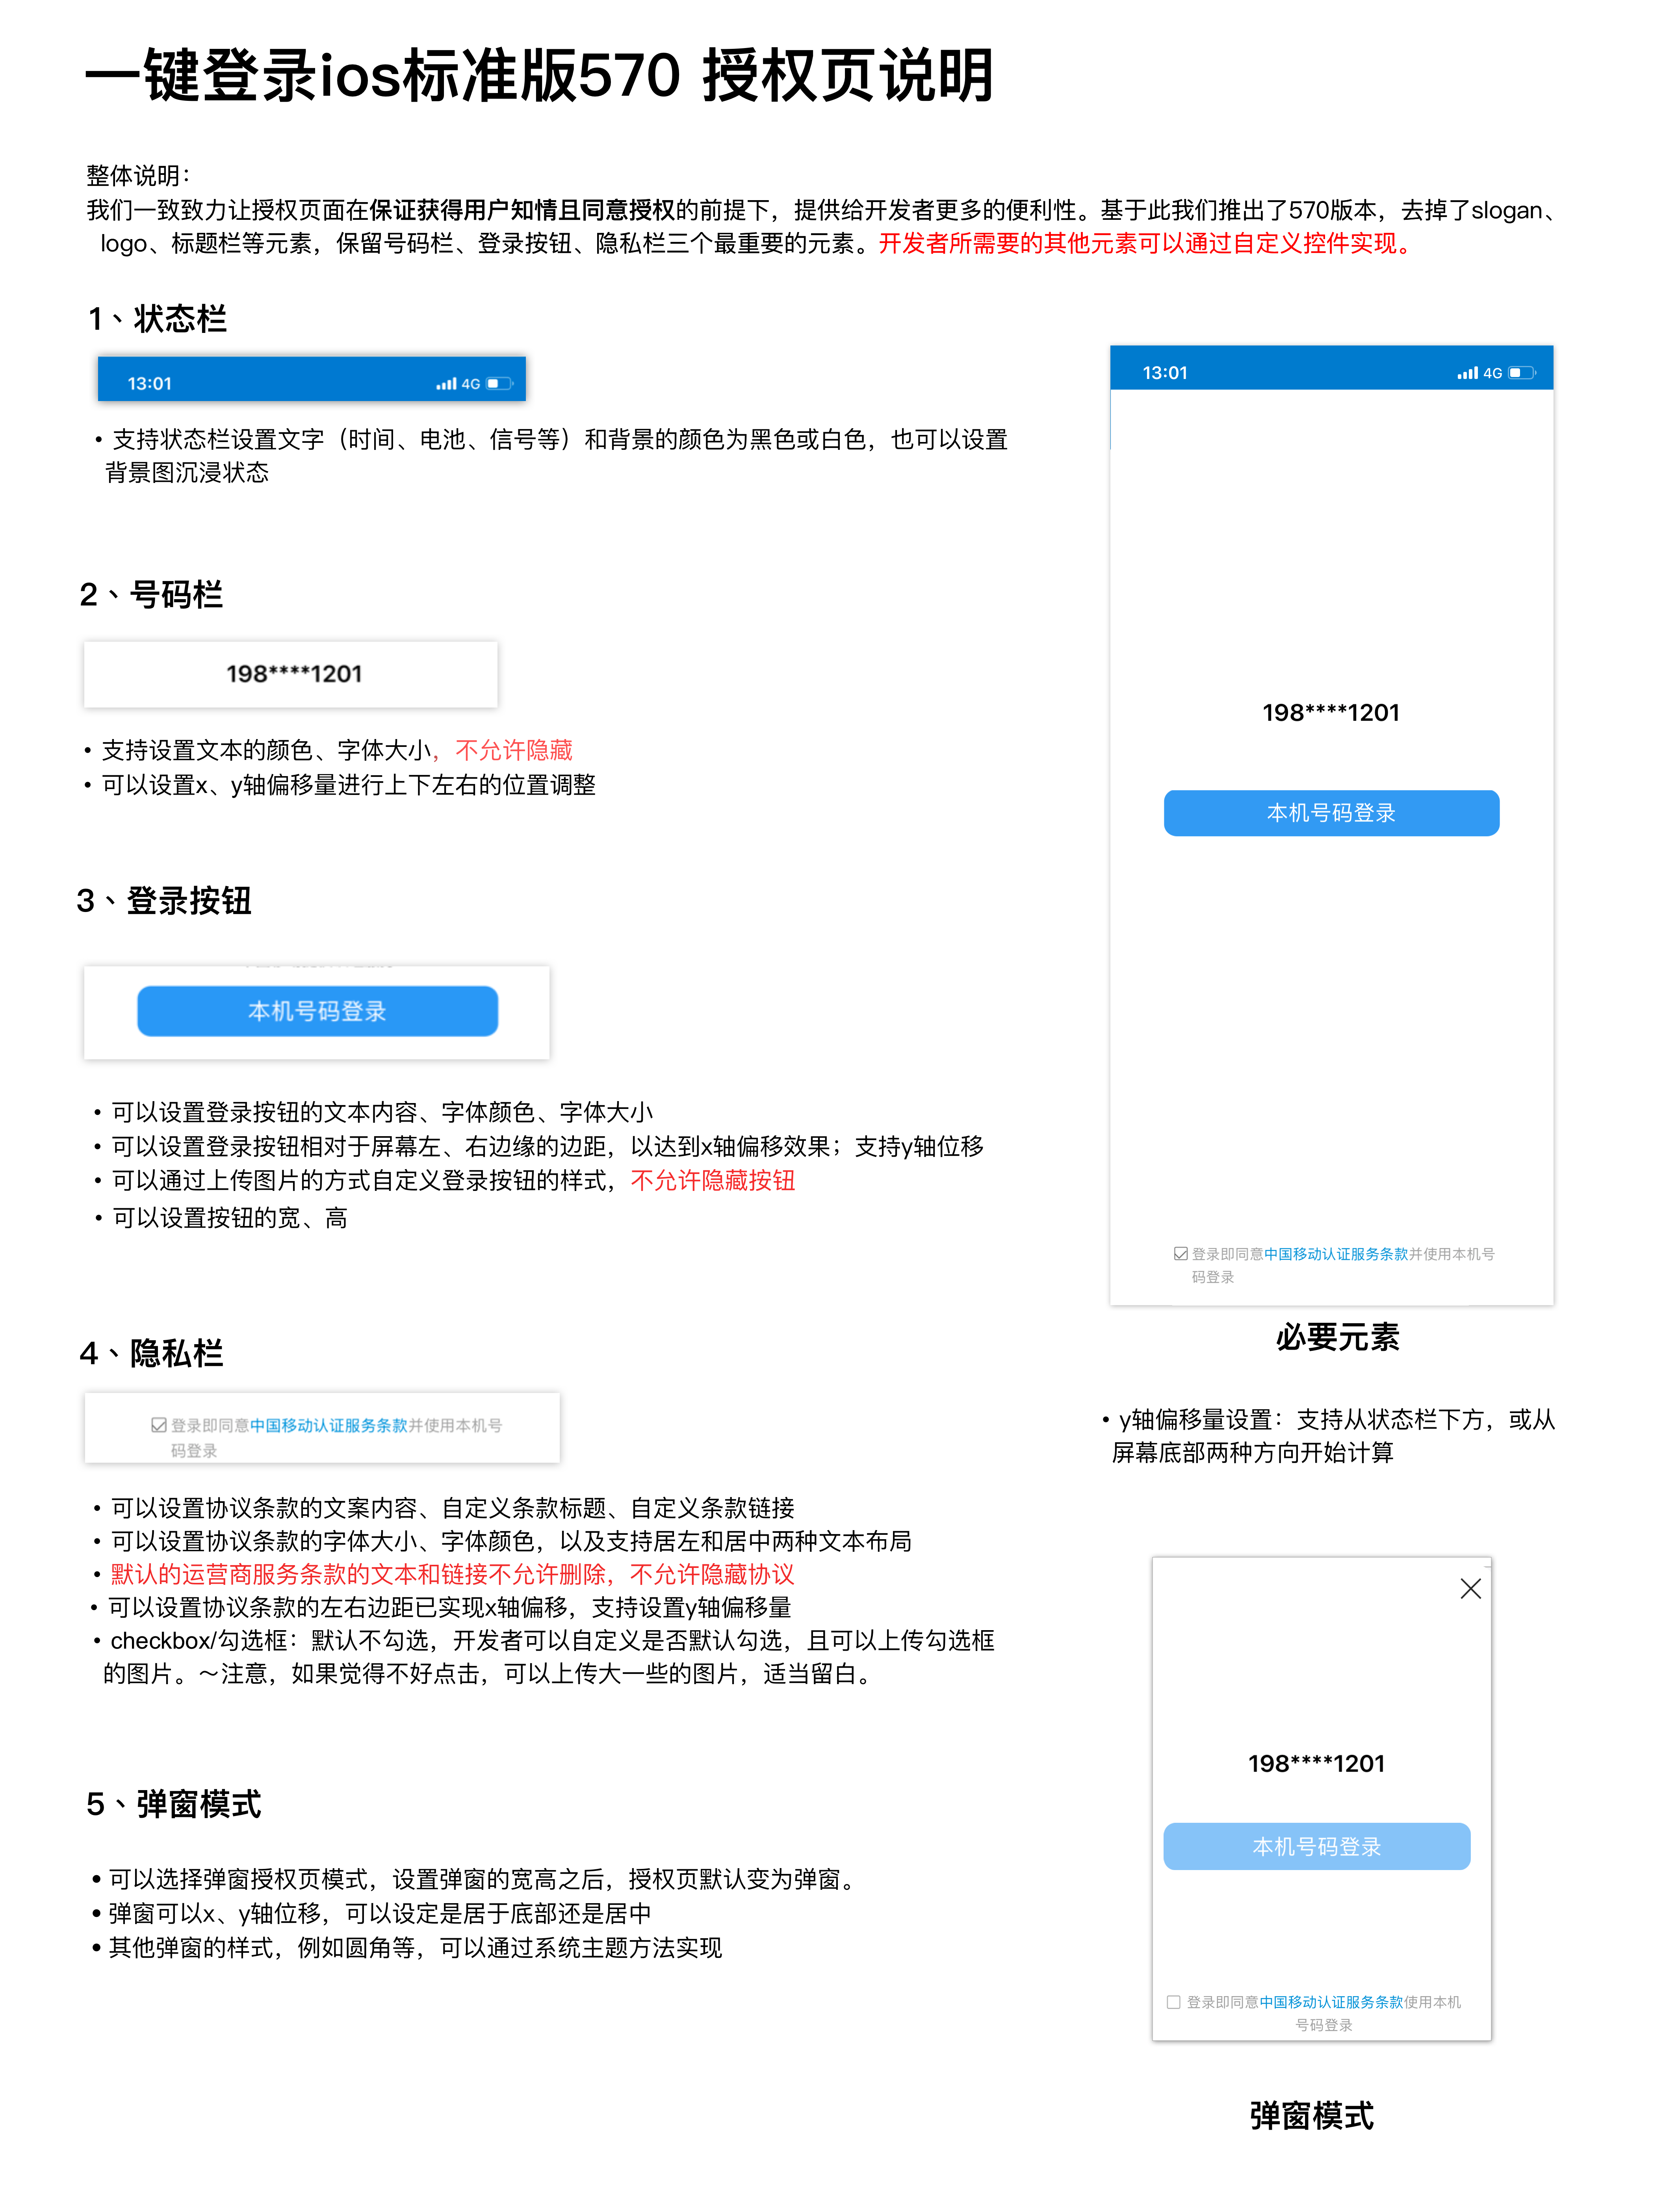 一键登录ios标准版570 授权页说明
整体说明：
我们一致致力让授权页面在保证获得用户知情且同意授权的前提下，提供给开发者更多的便利性。基于此我们推出了570版本，去掉了slogan、
logo、标题栏等元素，保留号码栏、登录按钮、隐私栏三个最重要的元素。开发者所需要的其他元素可以通过自定义控件实现。
1、状态栏
13:01 4G
• 支持状态栏设置文字（时间、电池、信号等）和背景的颜色为黑色或白色，也可以设置
背景图沉浸状态
2、号码栏
198****1201
• 支持设置文本的颜色、字体大小，不允许隐藏
• 可以设置x、y轴偏移量进行上下左右的位置调整
3、登录按钮
本机号码登录
• 可以设置登录按钮的文本内容、字体颜色、字体大小
• 可以设置登录按钮相对于屏幕左、右边缘的边距，以达到x轴偏移效果；支持y轴位移
• 可以通过上传图片的方式自定义登录按钮的样式，不允许隐藏按钮
• 可以设置按钮的宽、高
4、隐私栏
登录即同意中国移动认证服务条款并使用本机号
码登录
• 可以设置协议条款的文案内容、自定义条款标题、自定义条款链接
• 可以设置协议条款的字体大小、字体颜色，以及支持居左和居中两种文本布局
• 默认的运营商服务条款的文本和链接不允许删除，不允许隐藏协议
• 可以设置协议条款的左右边距已实现x轴偏移，支持设置y轴偏移量
• checkbox/勾选框：默认不勾选，开发者可以自定义是否默认勾选，且可以上传勾选框
的图片。～注意，如果觉得不好点击，可以上传大一些的图片，适当留白。
5、弹窗模式
• 可以选择弹窗授权页模式，设置弹窗的宽高之后，授权页默认变为弹窗。
• 弹窗可以x、y轴位移，可以设定是居于底部还是居中
• 其他弹窗的样式，例如圆角等，可以通过系统主题方法实现
13:01 4G
198****1201
本机号码登录
登录即同意中国移动认证服务条款并使用本机号
码登录
必要元素
• y轴偏移量设置：支持从状态栏下方，或从
屏幕底部两种方向开始计算
198****1201
本机号码登录
登录即同意中国移动认证服务条款使用本机
号码登录
弹窗模式